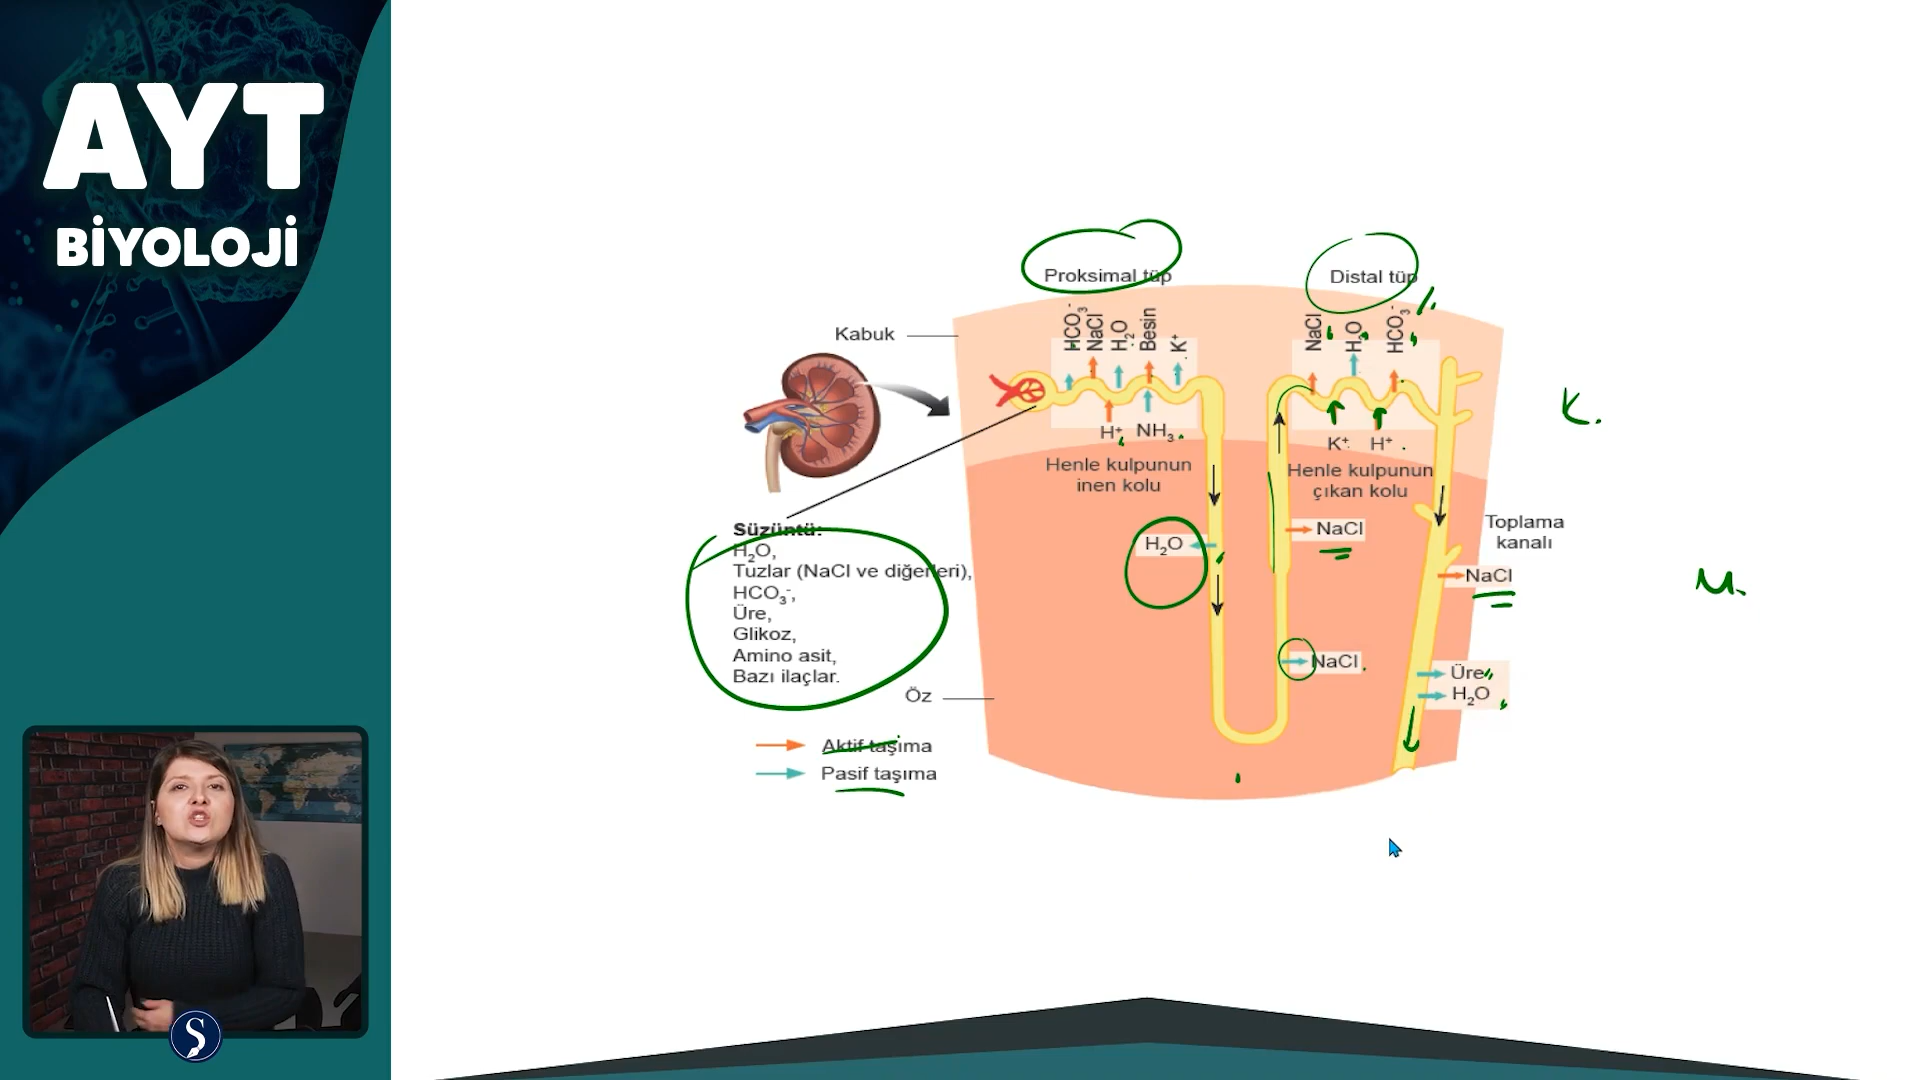 AYT
BİYOLOJİ
Proksimal tüp
Distal tüp
HCO₃⁻
NaCl
H₂O
Besin
K⁺
NaCl
H₂O
HCO₃⁻
Kabuk
K.
H⁺
NH₃
K⁺
H⁺
Henle kulpunun
inen kolu
Henle kulpunun
çıkan kolu
Süzüntü:
H₂O,
Tuzlar (NaCl ve diğerleri),
HCO₃⁻,
Üre,
Glikoz,
Amino asit,
Bazı ilaçlar.
H₂O
NaCl
NaCl
Toplama
kanalı
NaCl
M.
Üre
H₂O
Öz
Aktif taşıma
Pasif taşıma
S